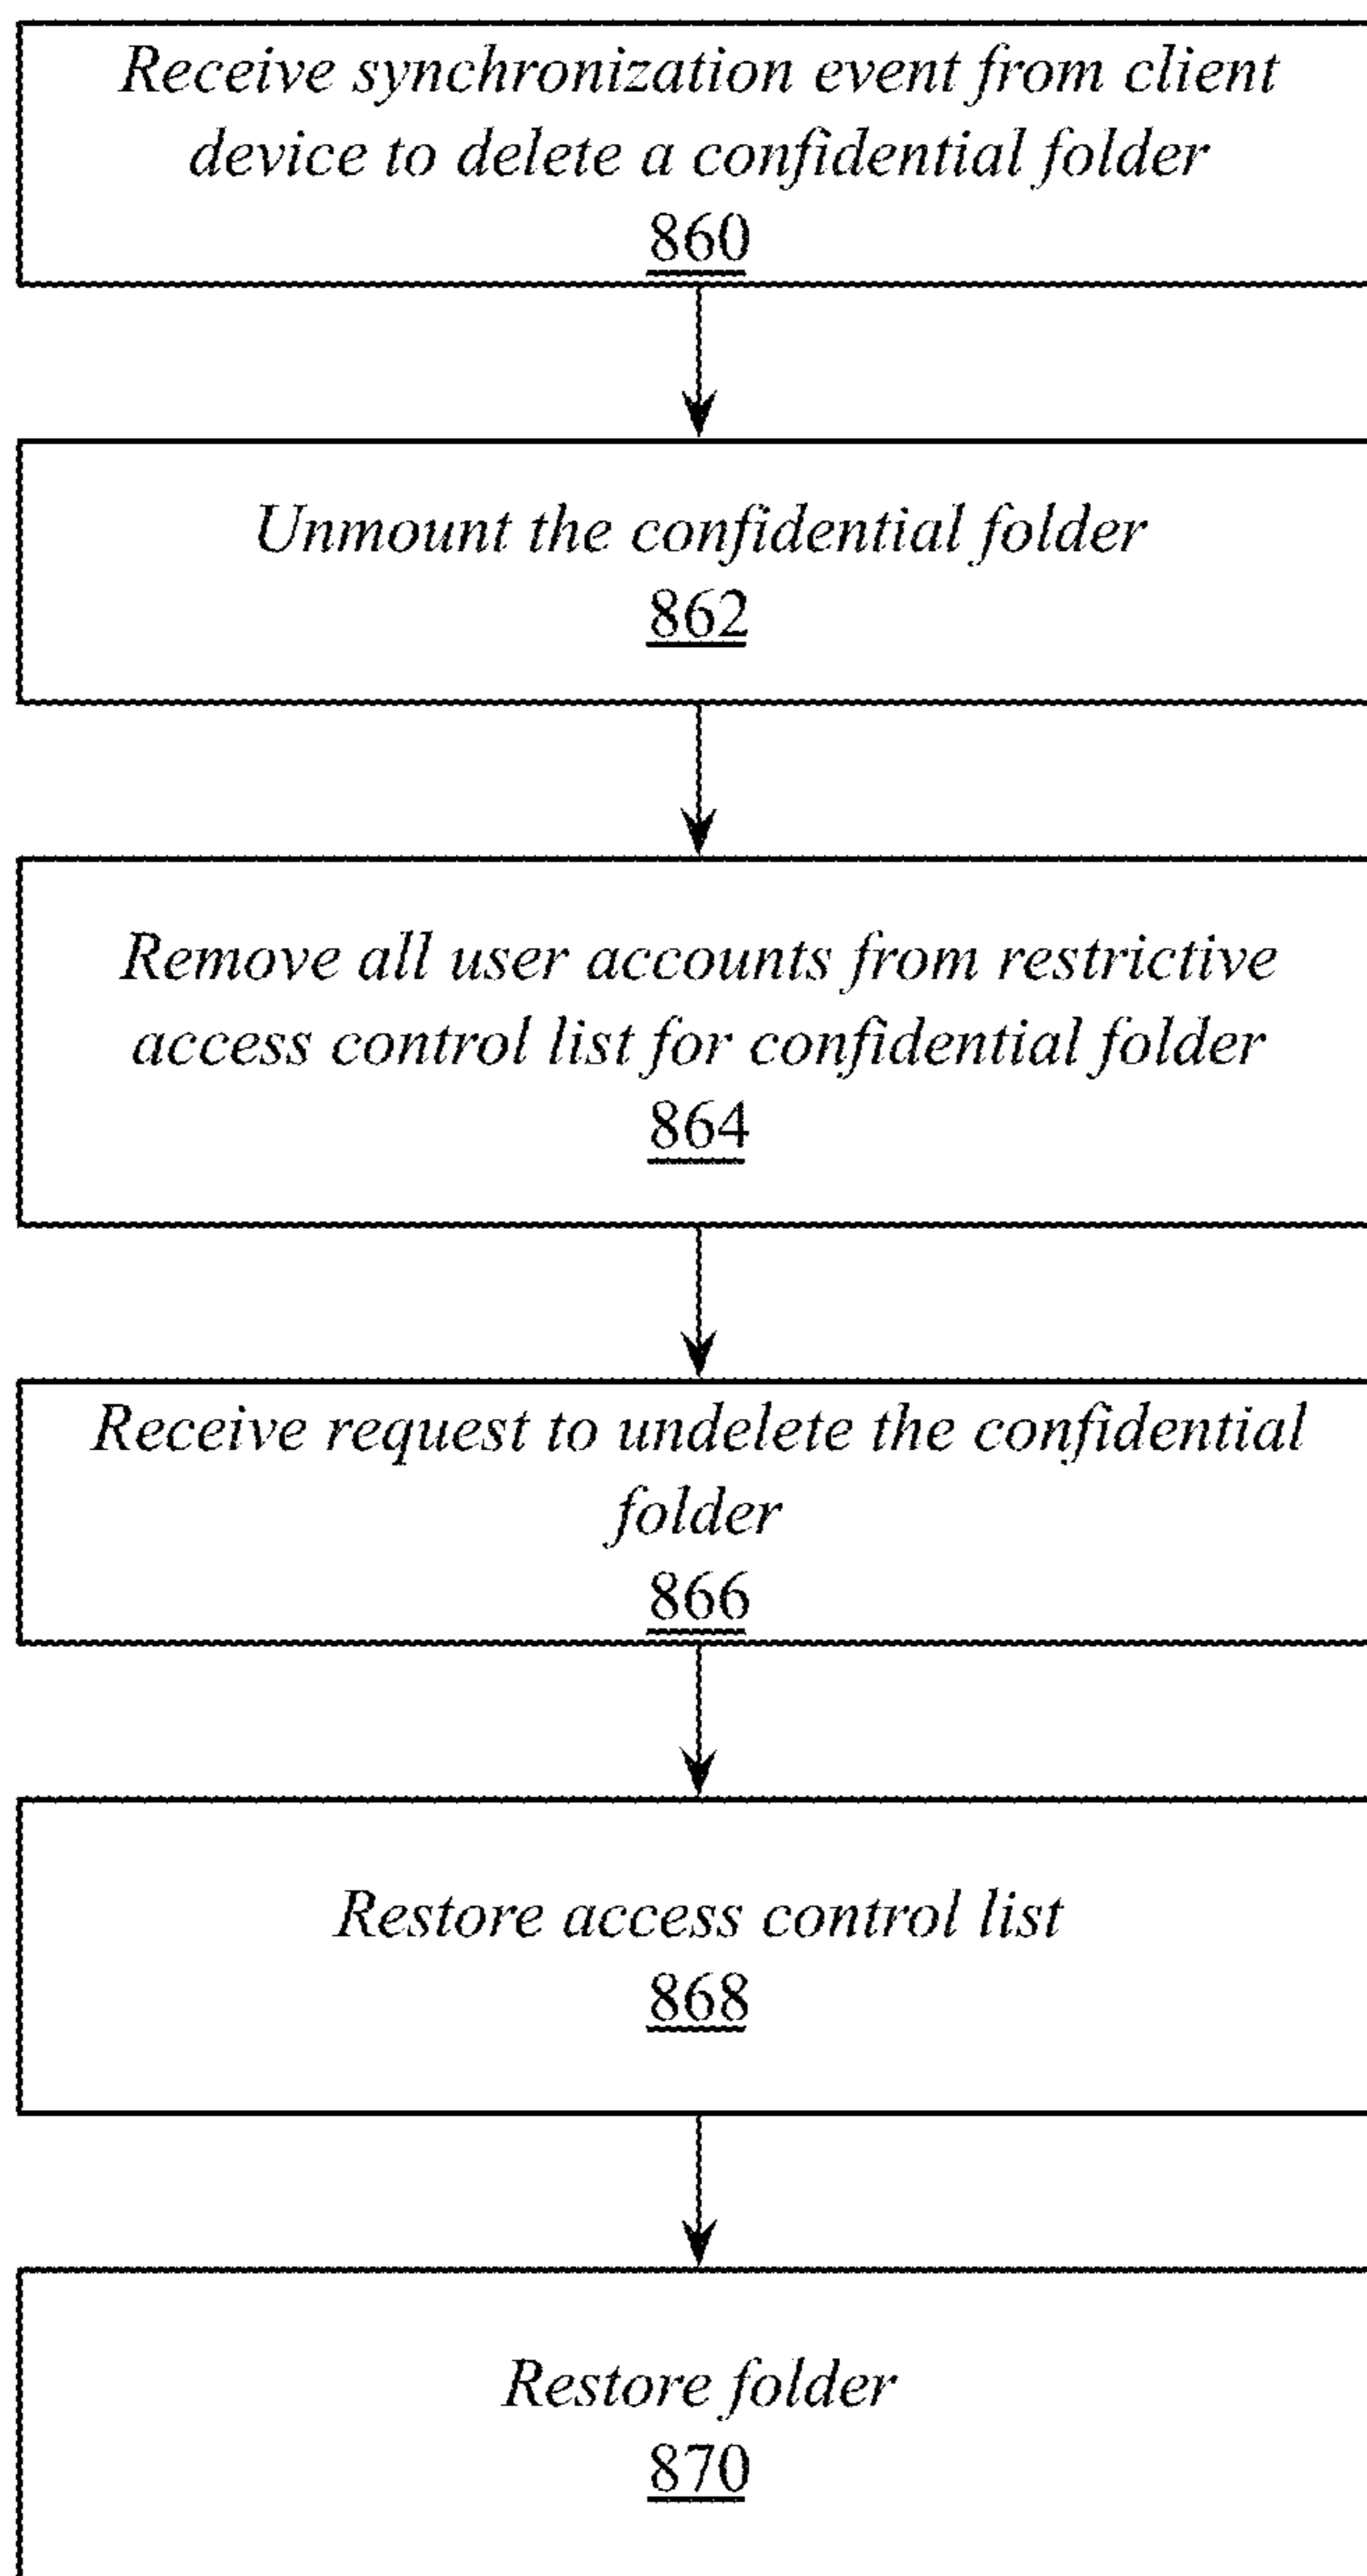 Receive synchronization event from client
device to delete a confidential folder
860
Unmount the confidential folder
862
Remove all user accounts from restrictive
access control list for confidential folder
864
Receive request to undelete the confidential
folder
866
Restore access control list
868
Restore folder
870